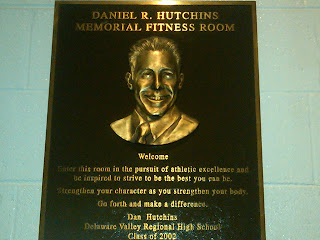 DANIEL R. HUTCHINS
MEMORIAL FITNESS ROOM
Welcome
Enter this room in the pursuit of athletic excellence and
be inspired to strive to be the best you can be.
Strengthen your character as you strengthen your body.
Go forth and make a difference.
Dan Hutchins
Delaware Valley Regional High School
Class of 2002